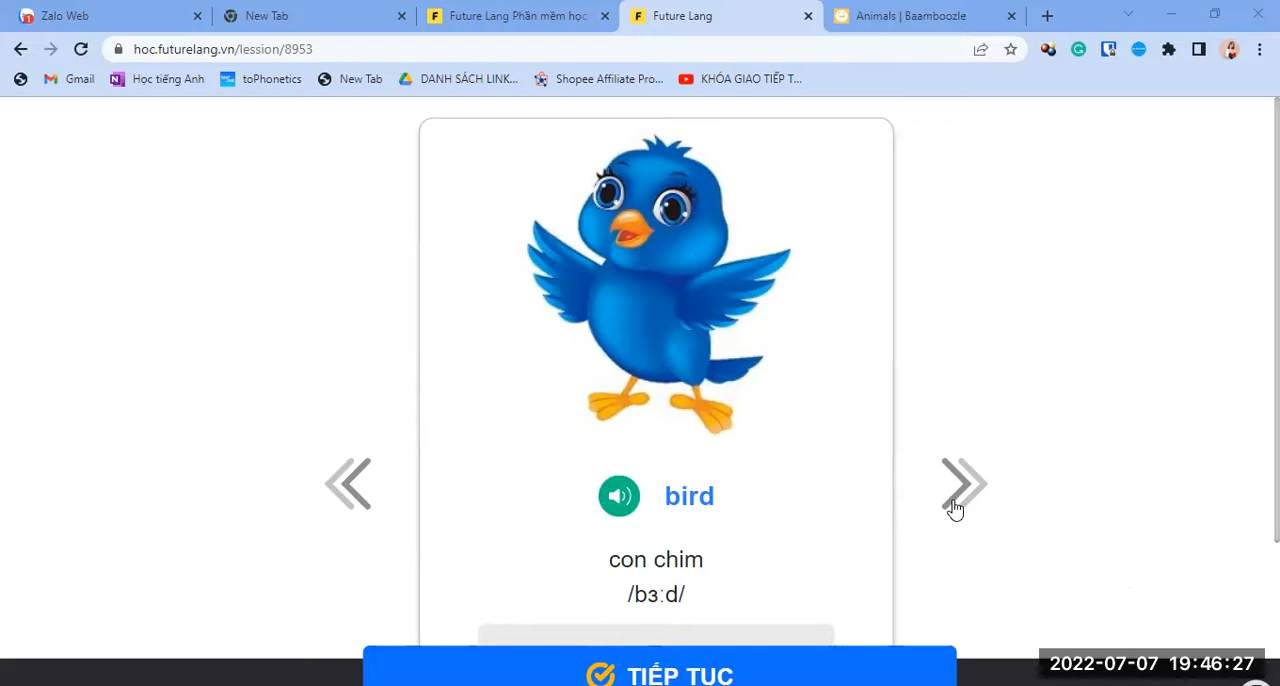 Zalo Web
New Tab
Future Lang Phần mềm học
Future Lang
Animals | Baamboozle
hoc.futurelang.vn/lession/8953
Gmail
Học tiếng Anh
toPhonetics
New Tab
DANH SÁCH LINK...
Shopee Affiliate Pro...
KHÓA GIAO TIẾP T...
bird
con chim
/bɜːd/
TIẾP TỤC
2022-07-07 19:46:27